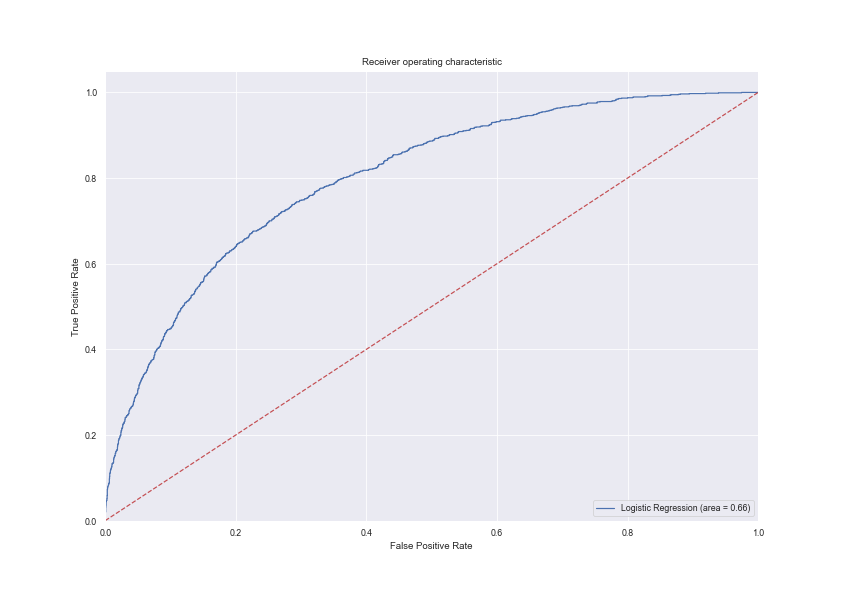 Receiver operating characteristic
1.0
0.8
0.6
0.4
0.2
0.0
True Positive Rate
0.0 0.2 0.4 0.6 0.8 1.0
False Positive Rate
Logistic Regression (area = 0.66)